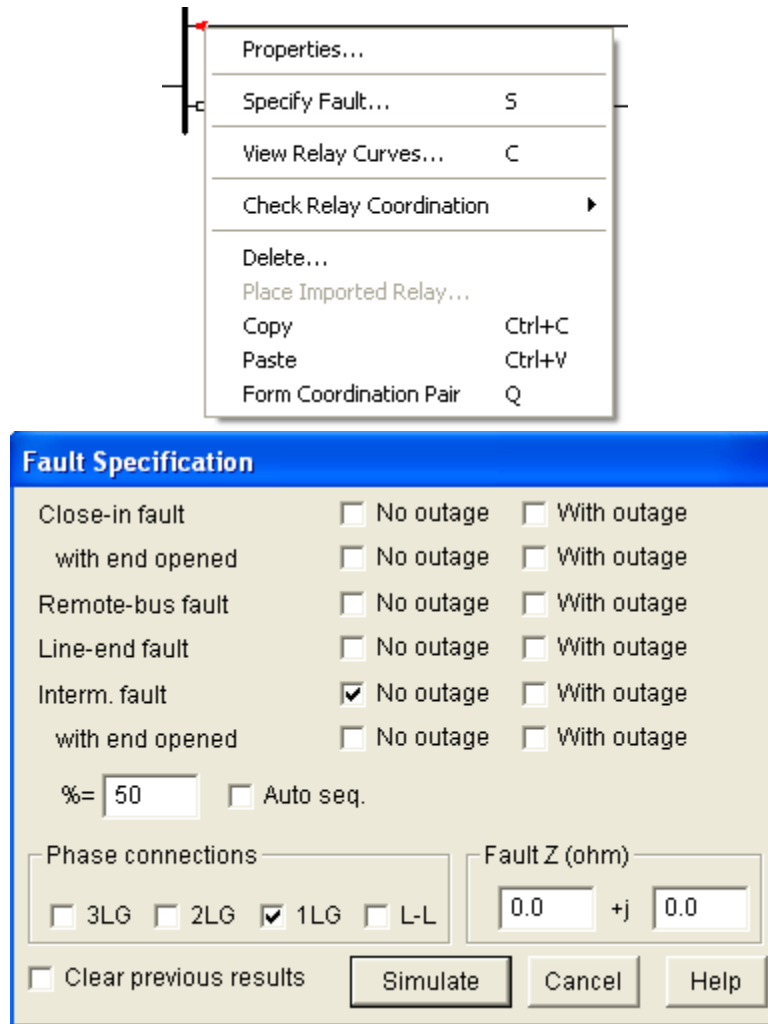 Properties...
Specify Fault... S
View Relay Curves... C
Check Relay Coordination
Delete...
Place Imported Relay...
Copy Ctrl+C
Paste Ctrl+V
Form Coordination Pair Q
Fault Specification
Close-in fault No outage With outage
with end opened No outage With outage
Remote-bus fault No outage With outage
Line-end fault No outage With outage
Interm. fault No outage With outage
with end opened No outage With outage
%= 50 Auto seq.
Phase connections Fault Z (ohm)
3LG 2LG 1LG L-L 0.0 +j 0.0
Clear previous results Simulate Cancel Help